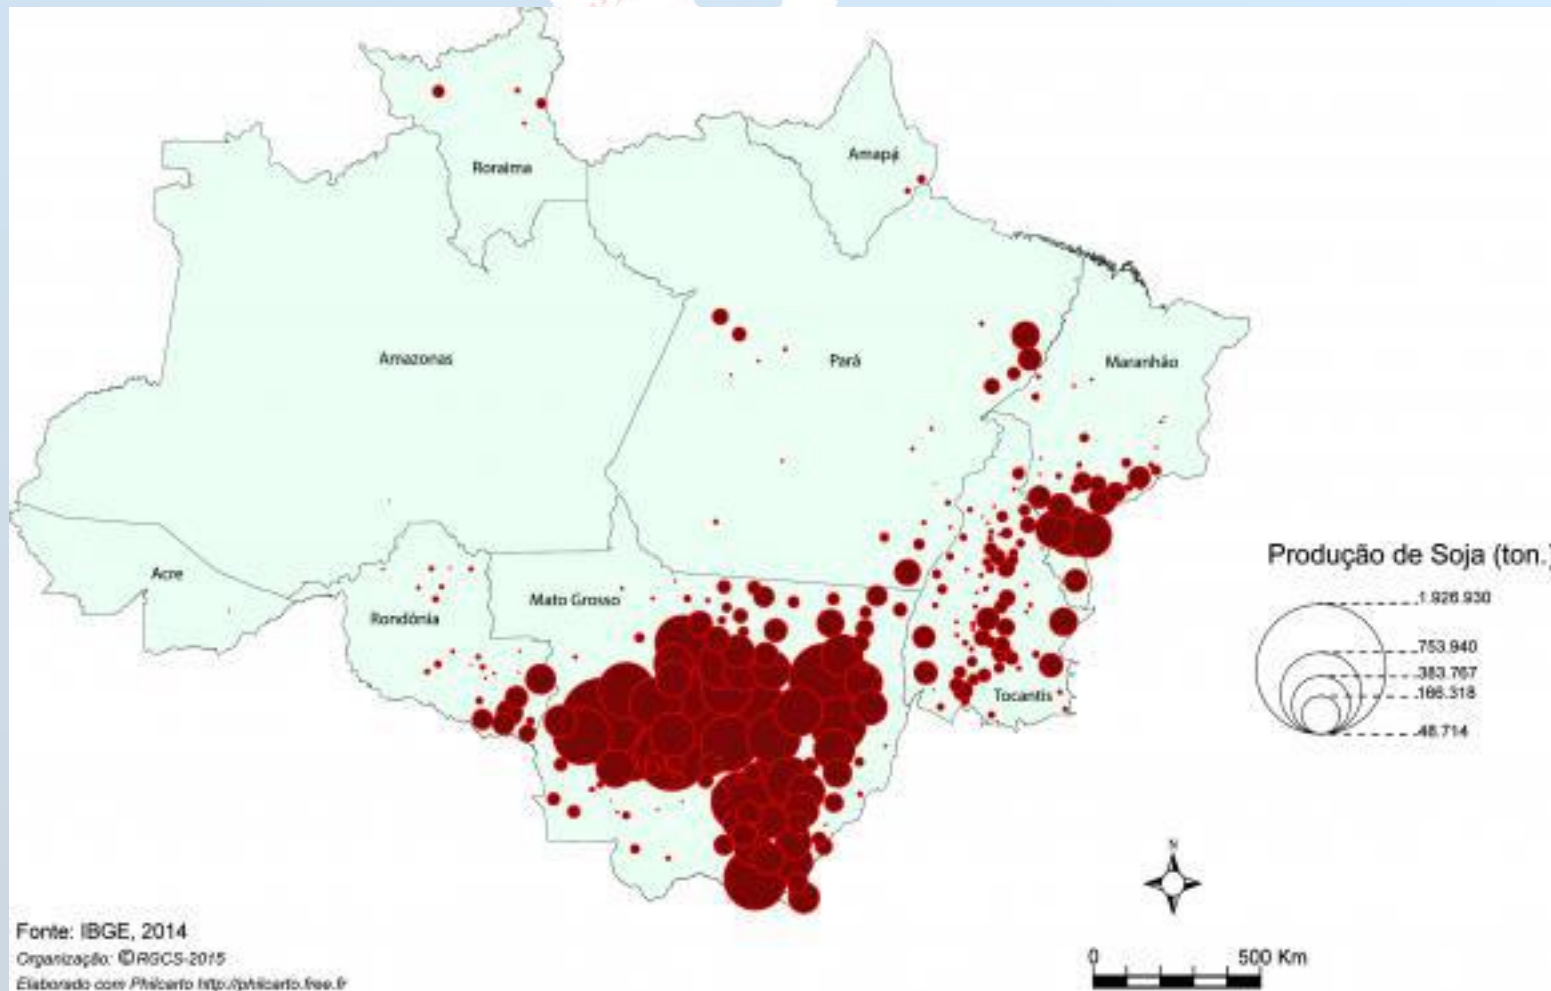 Roraima
Amapá
Amazonas
Pará
Maranhão
Acre
Rondônia
Mato Grosso
Tocantis
Produção de Soja (ton.)
1.926.930
753.940
383.767
166.318
48.714
N
0 500 Km
Fonte: IBGE, 2014
Organização: ©RGCS-2015
Elaborado com Philcarto http://philcarto.free.fr